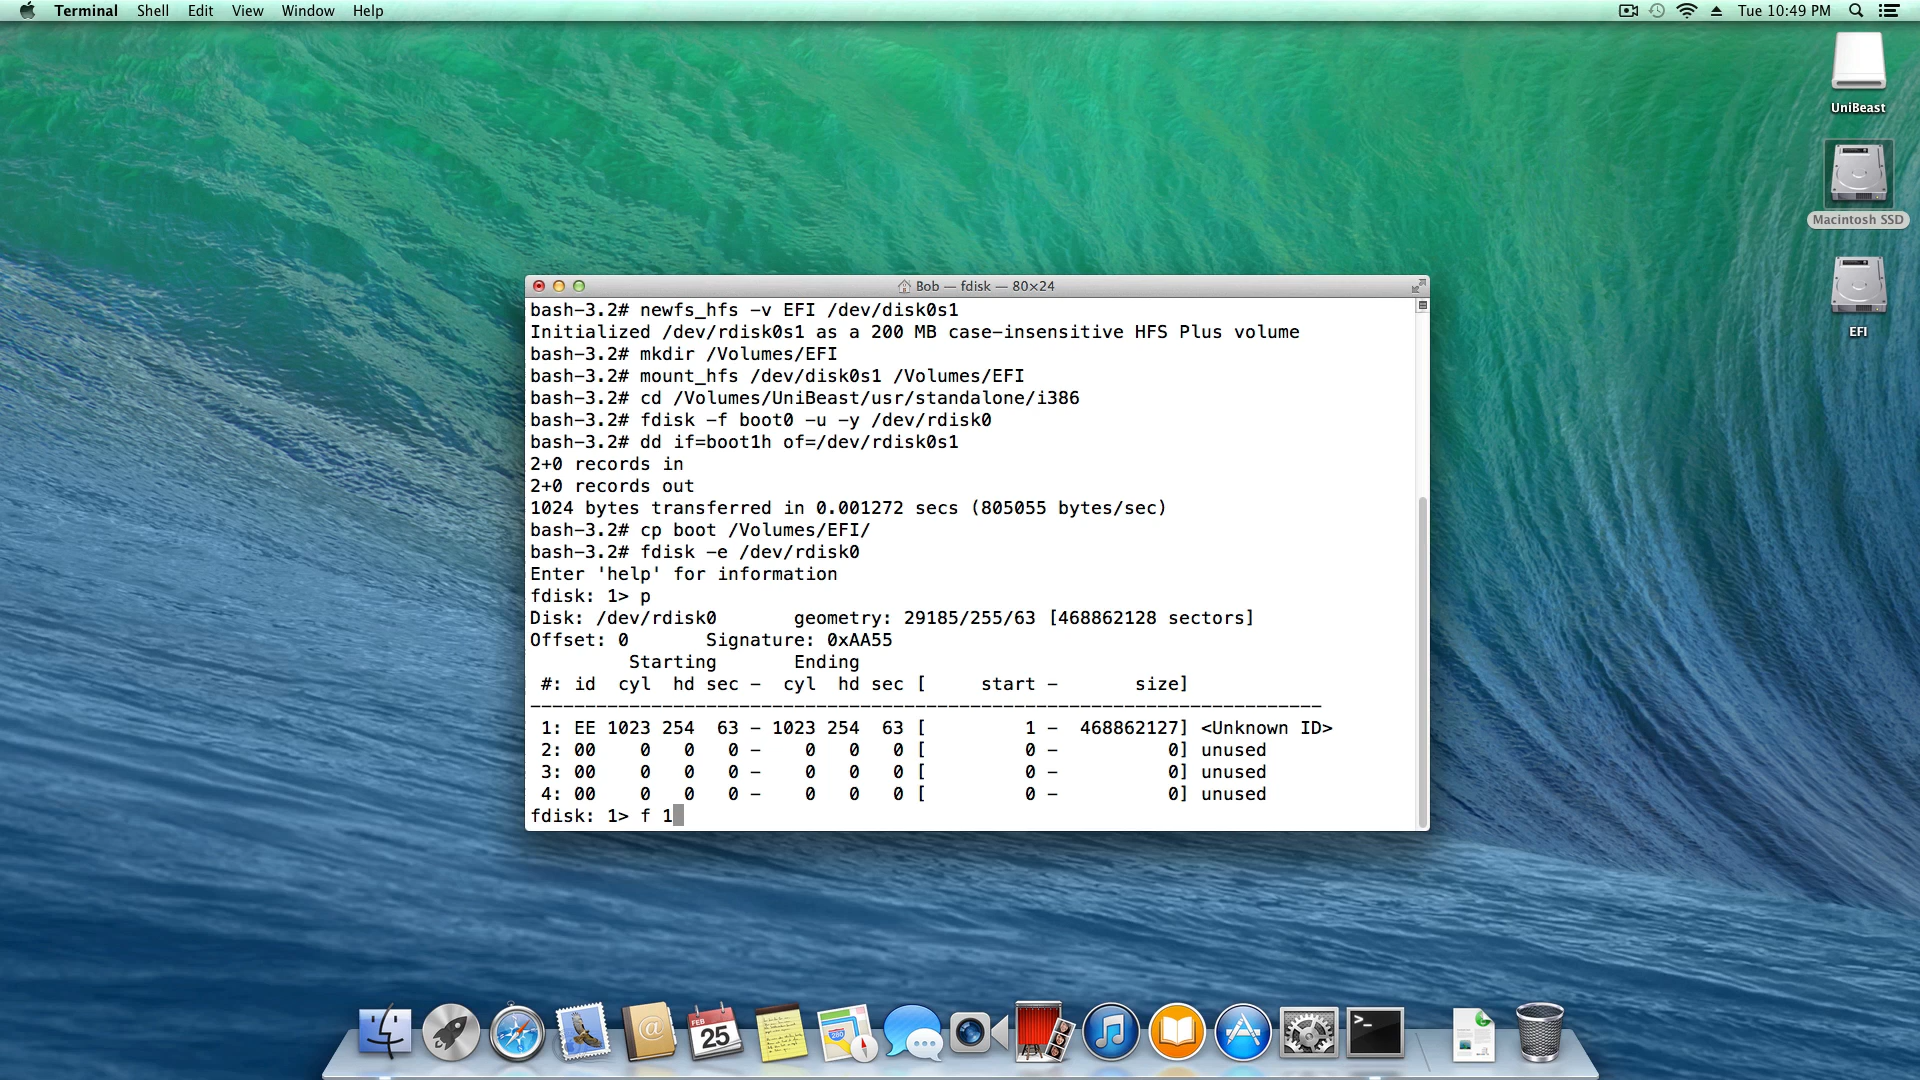 Terminal Shell Edit View Window Help
Tue 10:49 PM
UniBeast
Macintosh SSD
EFI
Bob — fdisk — 80×24
bash-3.2# newfs_hfs -v EFI /dev/disk0s1
Initialized /dev/rdisk0s1 as a 200 MB case-insensitive HFS Plus volume
bash-3.2# mkdir /Volumes/EFI
bash-3.2# mount_hfs /dev/disk0s1 /Volumes/EFI
bash-3.2# cd /Volumes/UniBeast/usr/standalone/i386
bash-3.2# fdisk -f boot0 -u -y /dev/rdisk0
bash-3.2# dd if=boot1h of=/dev/rdisk0s1
2+0 records in
2+0 records out
1024 bytes transferred in 0.001272 secs (805055 bytes/sec)
bash-3.2# cp boot /Volumes/EFI/
bash-3.2# fdisk -e /dev/rdisk0
Enter 'help' for information
fdisk: 1> p
Disk: /dev/rdisk0       geometry: 29185/255/63 [468862128 sectors]
Offset: 0       Signature: 0xAA55
         Starting       Ending
 #: id  cyl  hd sec -  cyl  hd sec [     start -       size]
------------------------------------------------------------------------
 1: EE 1023 254  63 - 1023 254  63 [         1 -  468862127] <Unknown ID>
 2: 00    0   0   0 -    0   0   0 [         0 -          0] unused
 3: 00    0   0   0 -    0   0   0 [         0 -          0] unused
 4: 00    0   0   0 -    0   0   0 [         0 -          0] unused
fdisk: 1> f 1
FEB
25
280
>_